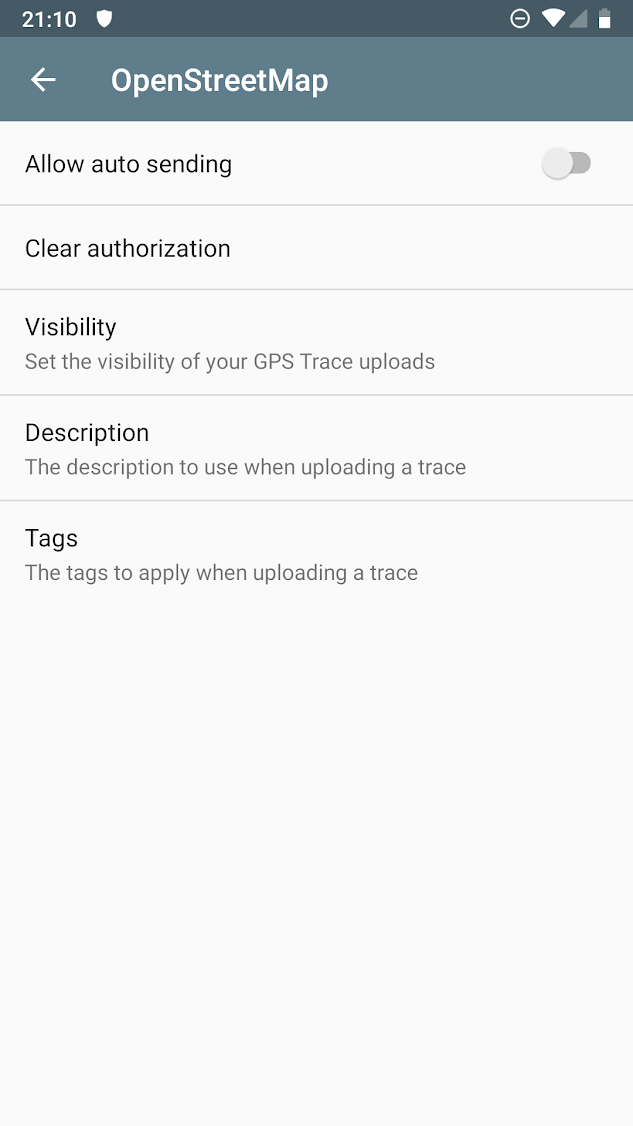 21:10
OpenStreetMap
Allow auto sending
Clear authorization
Visibility
Set the visibility of your GPS Trace uploads
Description
The description to use when uploading a trace
Tags
The tags to apply when uploading a trace